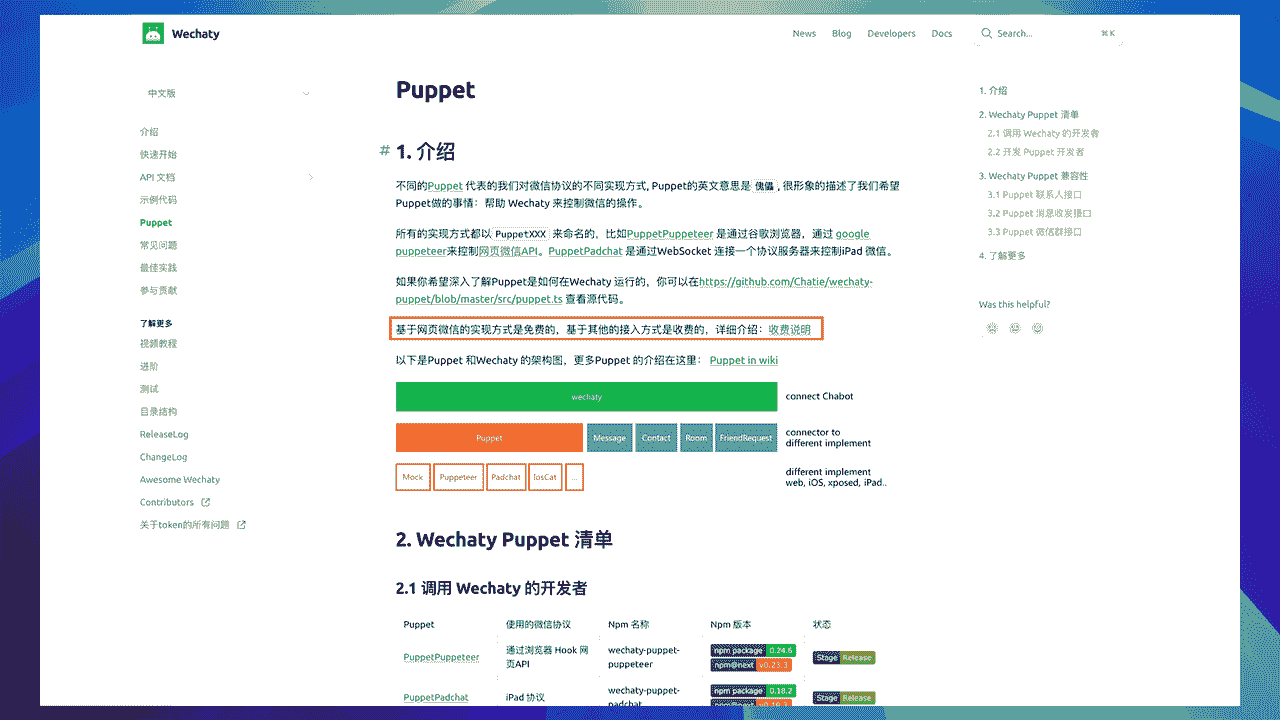 Wechaty
News Blog Developers Docs Search... ⌘ K
中文版
介绍
快速开始
API 文档
示例代码
Puppet
常见问题
最佳实践
参与贡献
了解更多
视频教程
进阶
测试
目录结构
ReleaseLog
ChangeLog
Awesome Wechaty
Contributors
关于token的所有问题
Puppet
# 1. 介绍
不同的Puppet 代表的我们对微信协议的不同实现方式, Puppet的英文意思是 傀儡 , 很形象的描述了我们希望
Puppet做的事情：帮助 Wechaty 来控制微信的操作。
所有的实现方式都以 PuppetXXX 来命名的，比如PuppetPuppeteer 是通过谷歌浏览器，通过 google
puppeteer来控制网页微信API。PuppetPadchat 是通过WebSocket 连接一个协议服务器来控制iPad 微信。
如果你希望深入了解Puppet是如何在Wechaty 运行的，你可以在https://github.com/Chatie/wechaty-
puppet/blob/master/src/puppet.ts 查看源代码。
基于网页微信的实现方式是免费的，基于其他的接入方式是收费的，详细介绍：收费说明
以下是Puppet 和Wechaty 的架构图，更多Puppet 的介绍在这里： Puppet in wiki
wechaty connect Chabot
Puppet Message Contact Room FriendRequest connector to
different implement
Mock Puppeteer Padchat IosCat ... different implement
web, iOS, xposed, iPad..
2. Wechaty Puppet 清单
2.1 调用 Wechaty 的开发者
Puppet 使用的微信协议 Npm 名称 Npm 版本 状态
PuppetPuppeteer 通过浏览器 Hook 网 wechaty-puppet- npm package 0.24.6 Stage Release
页API puppeteer npm@next v0.23.3
PuppetPadchat iPad 协议 wechaty-puppet- npm package 0.18.2 Stage Release
padchat npm@next
1. 介绍
2. Wechaty Puppet 清单
2.1 调用 Wechaty 的开发者
2.2 开发 Puppet 开发者
3. Wechaty Puppet 兼容性
3.1 Puppet 联系人接口
3.2 Puppet 消息收发接口
3.3 Puppet 微信群接口
4. 了解更多
Was this helpful?